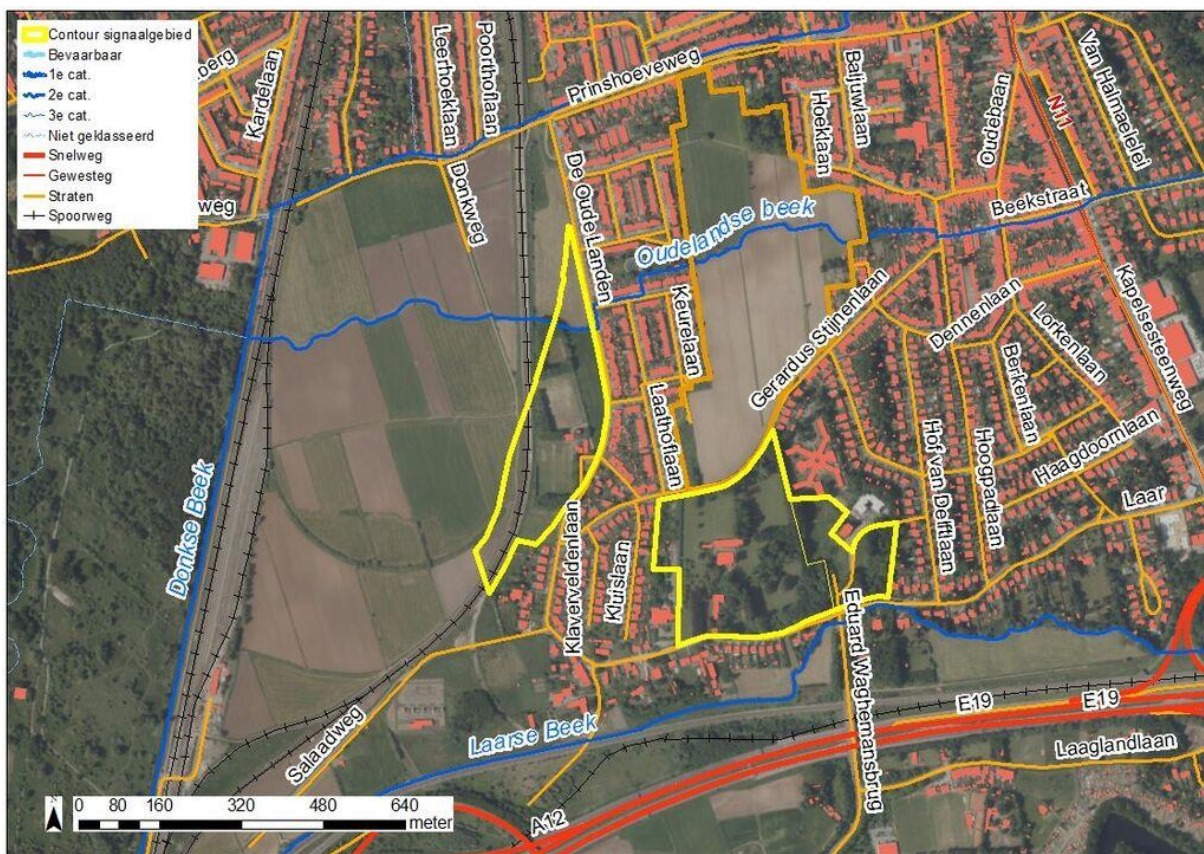 Contour signaalgebied
Bevaarbaar
1e cat.
2e cat.
3e cat.
Niet geklasseerd
Snelweg
Gewesteg
Straten
Spoorweg
berg
Kardelaan
weg
Leerhoeklaan
Poorthoflaan
Prinshoeveweg
Donkweg
De Oude Landen
Hoeklaan
Baljuwlaan
Oudebaan
N11
Van Halmaelelei
Beekstraat
Oudelandse beek
Keurelaan
Gerardus Stijnenlaan
Dennenlaan
Lorkenlaan
Berkenlaan
Kapelsesteenweg
Laathoflaan
Hof van Delftlaan
Hoogpadlaan
Haagdoornlaan
Laar
Donkse Beek
Klaverveldenlaan
Kluislaan
Eduard Waghemansbrug
Salaadweg
Laarse Beek
E19
E19
Laaglandlaan
A12
N
0 80 160 320 480 640
meter